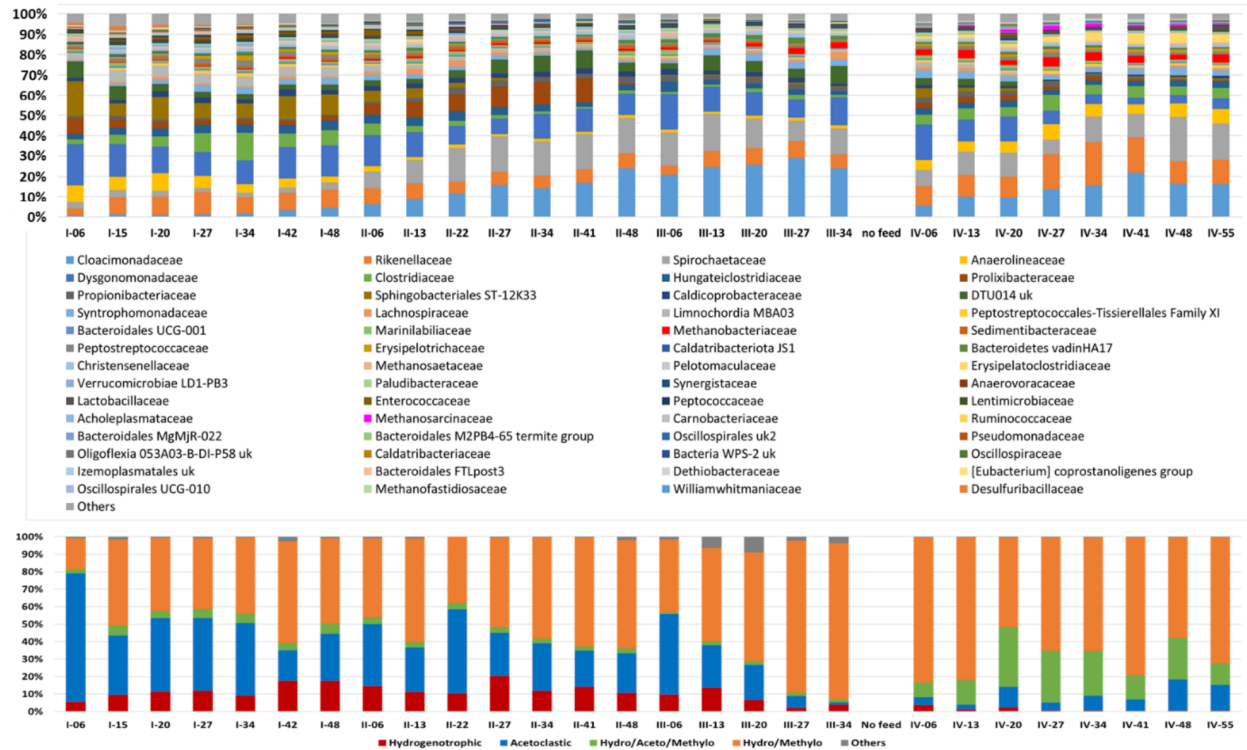 100%
90%
80%
70%
60%
50%
40%
30%
20%
10%
0%
I-06 I-15 I-20 I-27 I-34 I-42 I-48 II-06 II-13 II-22 II-27 II-34 II-41 II-48 III-06 III-13 III-20 III-27 III-34 no feed IV-06 IV-13 IV-20 IV-27 IV-34 IV-41 IV-48 IV-55
Cloacimonadaceae Rikenellaceae Spirochaetaceae Anaerolineaceae
Dysgonomonadaceae Clostridiaceae Hungateiclostridiaceae Prolixibacteraceae
Propionibacteriaceae Sphingobacteriales ST-12K33 Caldicoprobacteraceae DTU014 uk
Syntrophomonadaceae Lachnospiraceae Limnochordia MBA03 Peptostreptococcales-Tissierellales Family XI
Bacteroidales UCG-001 Marinilabiliaceae Methanobacteriaceae Sedimentibacteraceae
Peptostreptococcaceae Erysipelotrichaceae Caldatribacteriota JS1 Bacteroidetes vadinHA17
Christensenellaceae Methanosaetaceae Pelotomaculaceae Erysipelatoclostridiaceae
Verrucomicrobiae LD1-PB3 Paludibacteraceae Synergistaceae Anaerovoracaceae
Lactobacillaceae Enterococcaceae Peptococcaceae Lentimicrobiaceae
Acholeplasmataceae Methanosarcinaceae Carnobacteriaceae Ruminococcaceae
Bacteroidales MgMjR-022 Bacteroidales M2PB4-65 termite group Oscillospirales uk2 Pseudomonadaceae
Oligoflexia 053A03-B-DI-P58 uk Caldatribacteriaceae Bacteria WPS-2 uk Oscillospiraceae
Izemoplasmatales uk Bacteroidales FTLpost3 Dethiobacteraceae [Eubacterium] coprostanoligenes group
Oscillospirales UCG-010 Methanofastidiosaceae Williamwhitmaniaceae Desulfuribacillaceae
Others
100%
90%
80%
70%
60%
50%
40%
30%
20%
10%
0%
I-06 I-15 I-20 I-27 I-34 I-42 I-48 II-06 II-13 II-22 II-27 II-34 II-41 II-48 III-06 III-13 III-20 III-27 III-34 No feed IV-06 IV-13 IV-20 IV-27 IV-34 IV-41 IV-48 IV-55
Hydrogenotrophic Acetoclastic Hydro/Aceto/Methylo Hydro/Methylo Others